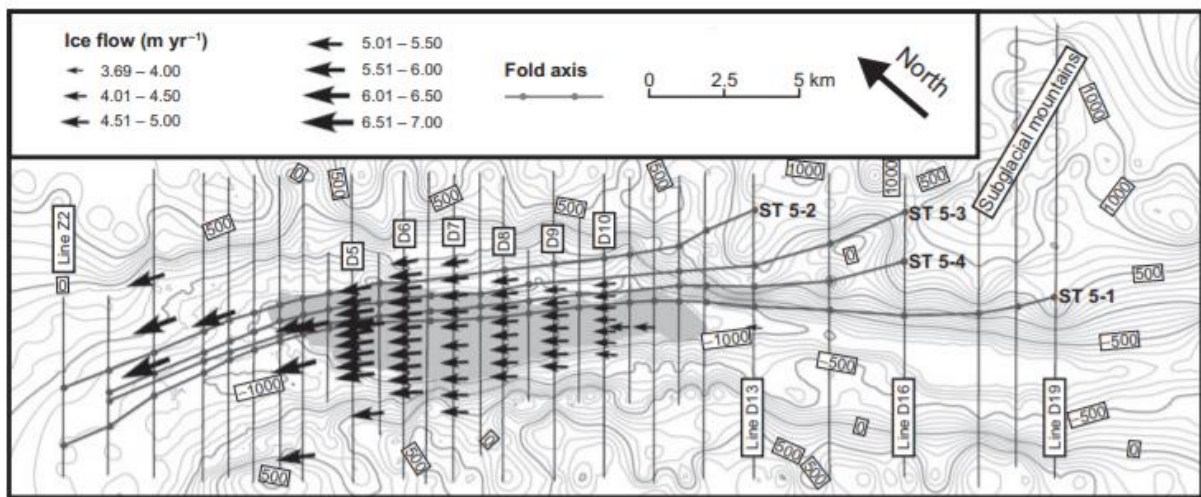 Ice flow (m yr⁻¹)
3.69 – 4.00
4.01 – 4.50
4.51 – 5.00
5.01 – 5.50
5.51 – 6.00
6.01 – 6.50
6.51 – 7.00
Fold axis
0 2.5 5 km
North
Subglacial mountains
1000
1000
1000
1000
500
0
500
500
500
500
500
ST 5-2
ST 5-3
ST 5-4
ST 5-1
Line Z2
0
D5
D6
D7
D8
D9
D10
0
500
−1000
−1000
−500
−500
−500
Line D13
Line D16
Line D19
0
0
0
500
500
500
500